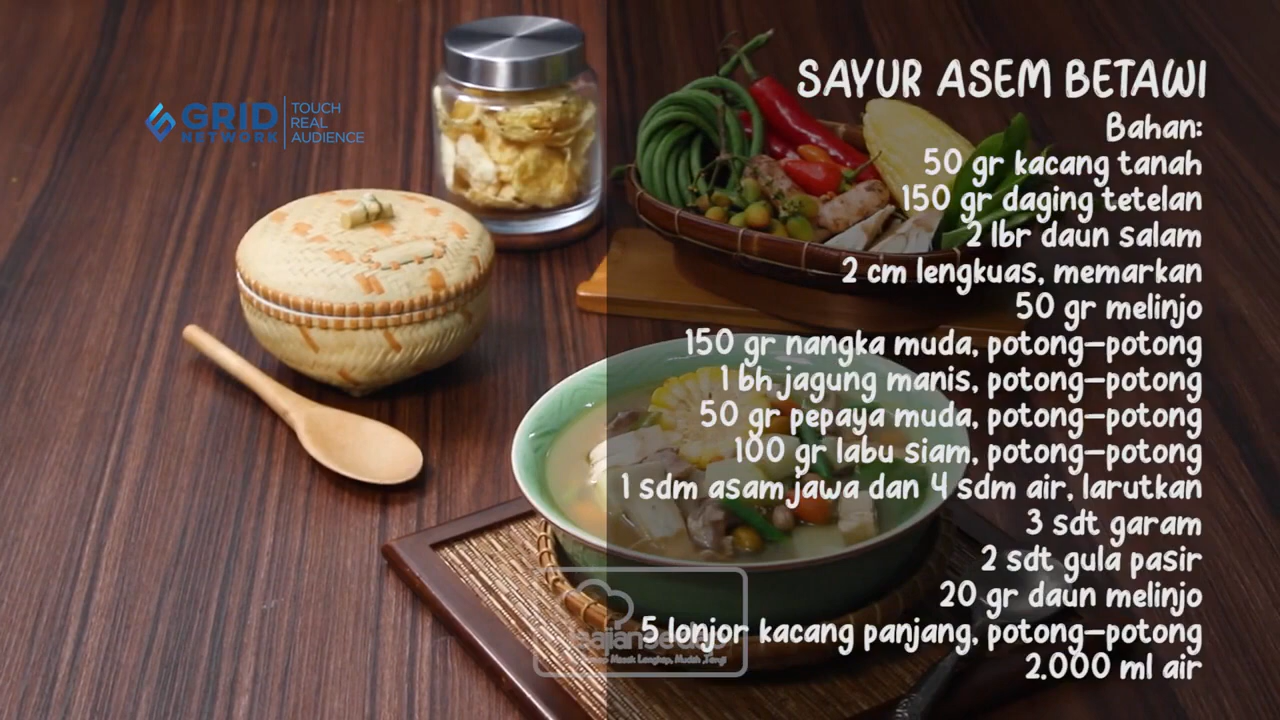 GRID
NETWORK
TOUCH
REAL
AUDIENCE
SAYUR ASEM BETAWI
Bahan:
50 gr kacang tanah
150 gr daging tetelan
2 lbr daun salam
2 cm lengkuas, memarkan
50 gr melinjo
150 gr nangka muda, potong-potong
1 bh jagung manis, potong-potong
50 gr pepaya muda, potong-potong
100 gr labu siam, potong-potong
1 sdm asam jawa dan 4 sdm air, larutkan
3 sdt garam
2 sdt gula pasir
20 gr daun melinjo
5 lonjor kacang panjang, potong-potong
2.000 ml air
Masak Lengkap, Mudah